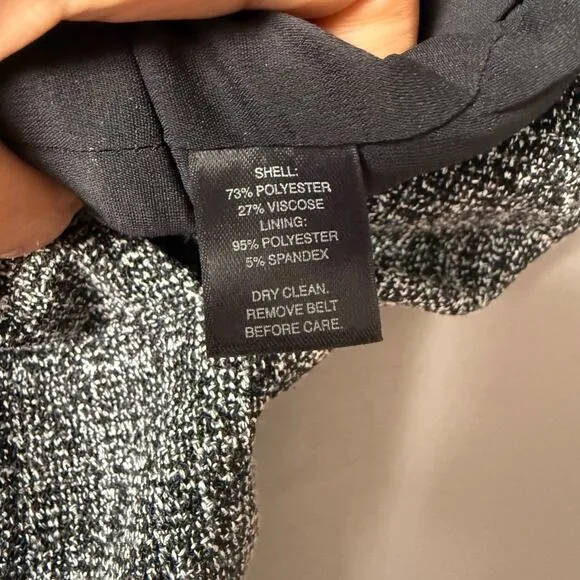 SHELL:
73% POLYESTER
27% VISCOSE
LINING:
95% POLYESTER
5% SPANDEX
DRY CLEAN.
REMOVE BELT
BEFORE CARE.